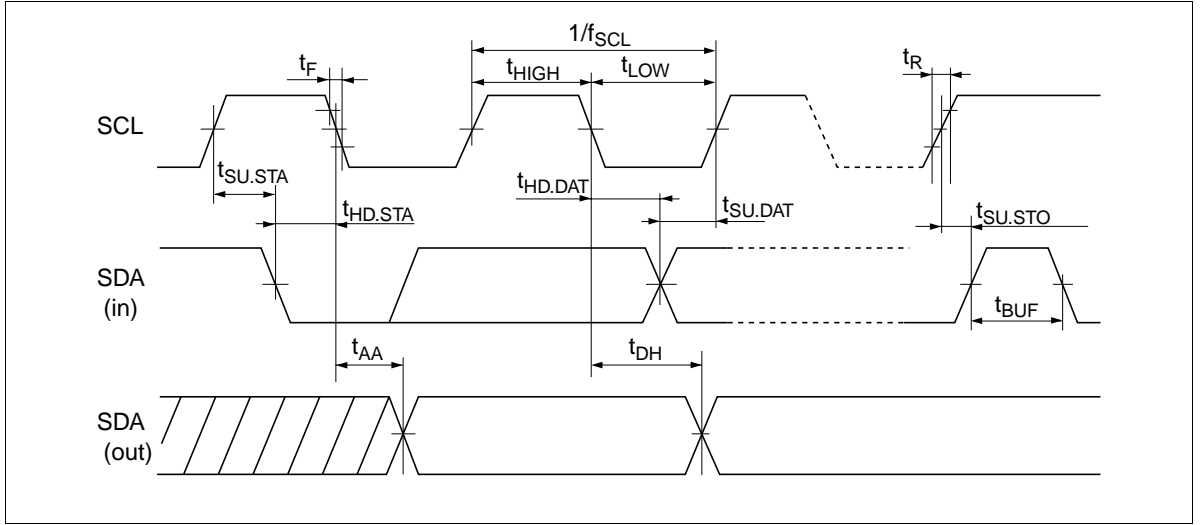 1/fSCL
tF
tHIGH
tLOW
tR
SCL
tSU.STA
tHD.DAT
tHD.STA
tSU.DAT
tSU.STO
SDA
(in)
tBUF
tAA
tDH
SDA
(out)